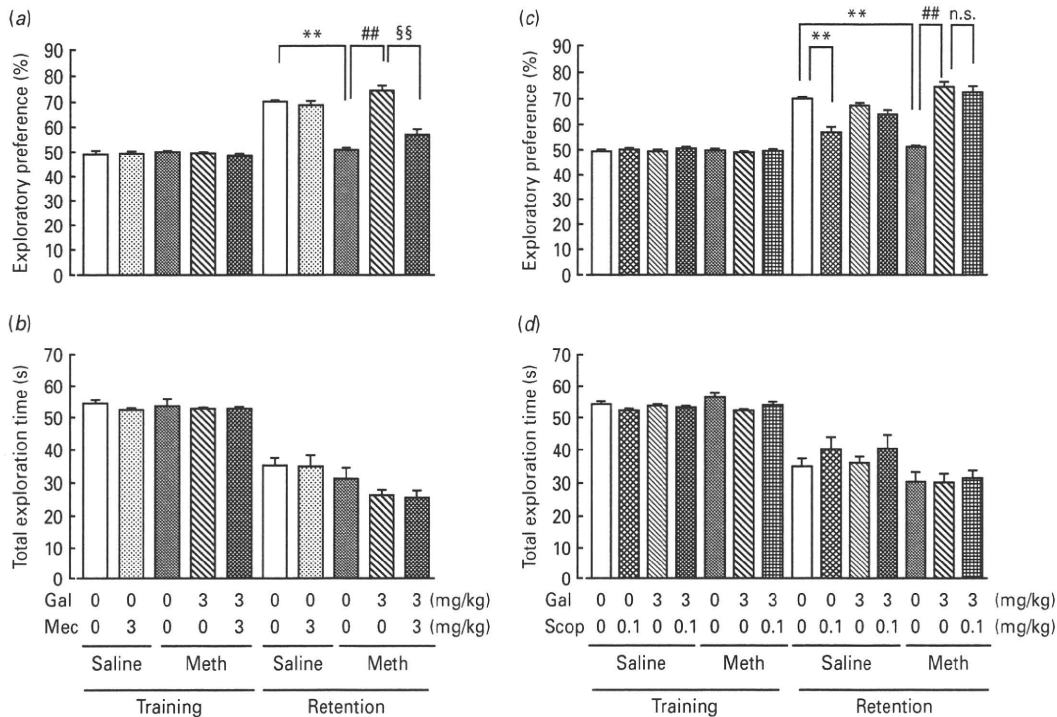 (a)
** ## §§
Exploratory preference (%)
90
80
70
60
50
40
30
20
10
0
(b)
Total exploration time (s)
70
60
50
40
30
20
10
0
Gal 0 0 0 3 3 (mg/kg) 0 0 0 3 3 (mg/kg)
Mec 0 3 0 0 3 0 3 0 0 3 (mg/kg)
Saline Meth Saline Meth
Training Retention
(c)
** ** ## n.s.
Exploratory preference (%)
90
80
70
60
50
40
30
20
10
0
(d)
Total exploration time (s)
70
60
50
40
30
20
10
0
Gal 0 0 3 3 0 3 3 0 0 3 3 0 3 3 (mg/kg)
Scop 0 0.1 0 0.1 0 0 0.1 0 0.1 0 0.1 0 0 0.1 (mg/kg)
Saline Meth Saline Meth
Training Retention